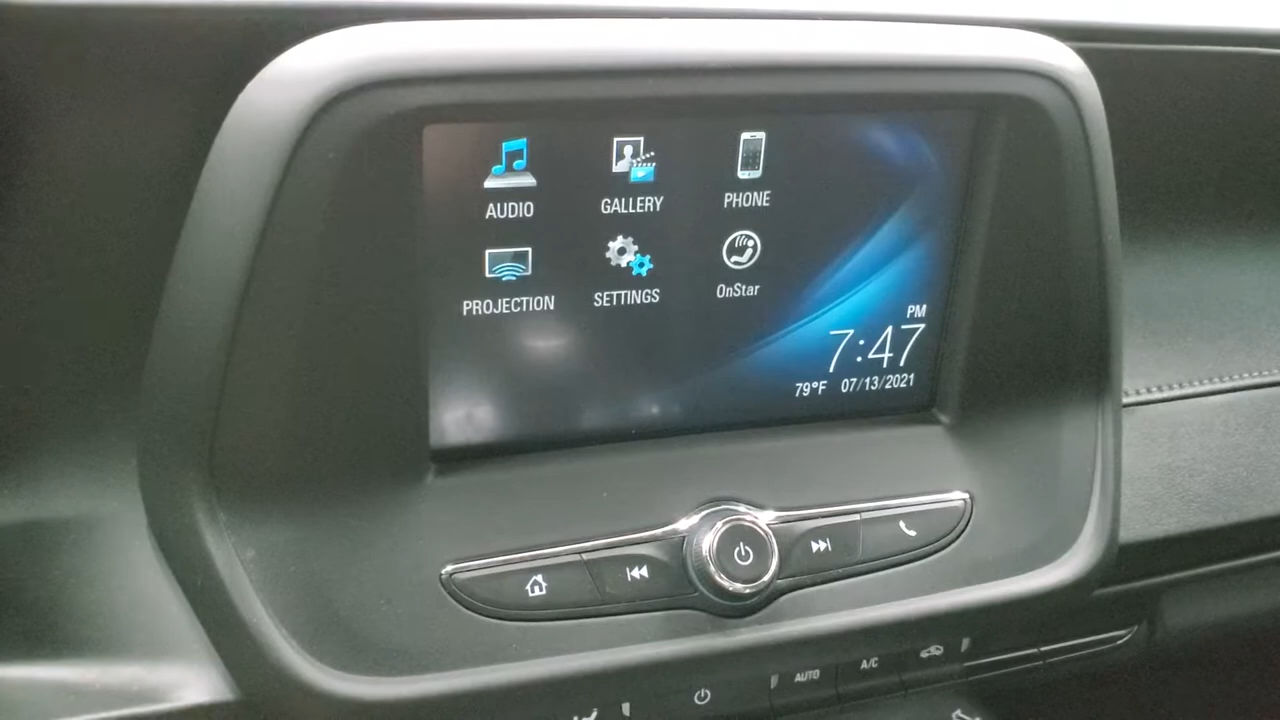 AUDIO GALLERY PHONE
PROJECTION SETTINGS OnStar
PM
7:47
79°F 07/13/2021
AUTO A/C